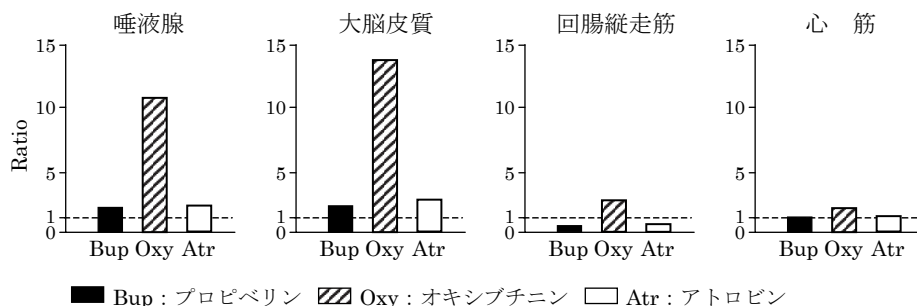 唾液腺 大脳皮質 回腸縦走筋 心 筋
Ratio
15 15 15 15
10 10 10 10
5 5 5 5
1 1 1 1
0 0 0 0
Bup Oxy Atr Bup Oxy Atr Bup Oxy Atr Bup Oxy Atr
Bup：プロピベリン Oxy：オキシブチニン Atr：アトロビン